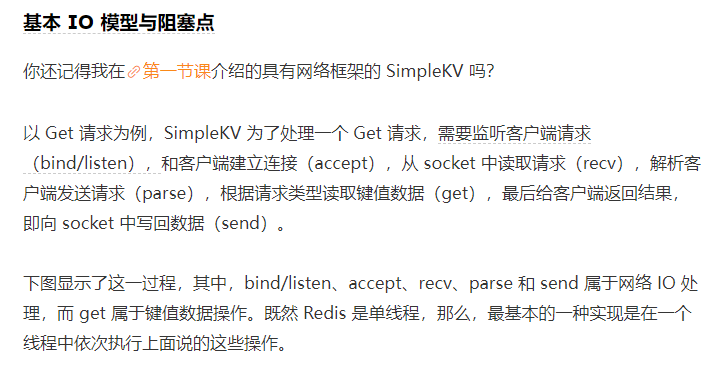 基本 IO 模型与阻塞点
你还记得我在第一节课介绍的具有网络框架的 SimpleKV 吗？
以 Get 请求为例，SimpleKV 为了处理一个 Get 请求，需要监听客户端请求
（bind/listen），和客户端建立连接（accept），从 socket 中读取请求（recv），解析客
户端发送请求（parse），根据请求类型读取键值数据（get），最后给客户端返回结果，
即向 socket 中写回数据（send）。
下图显示了这一过程，其中，bind/listen、accept、recv、parse 和 send 属于网络 IO 处
理，而 get 属于键值数据操作。既然 Redis 是单线程，那么，最基本的一种实现是在一个
线程中依次执行上面说的这些操作。